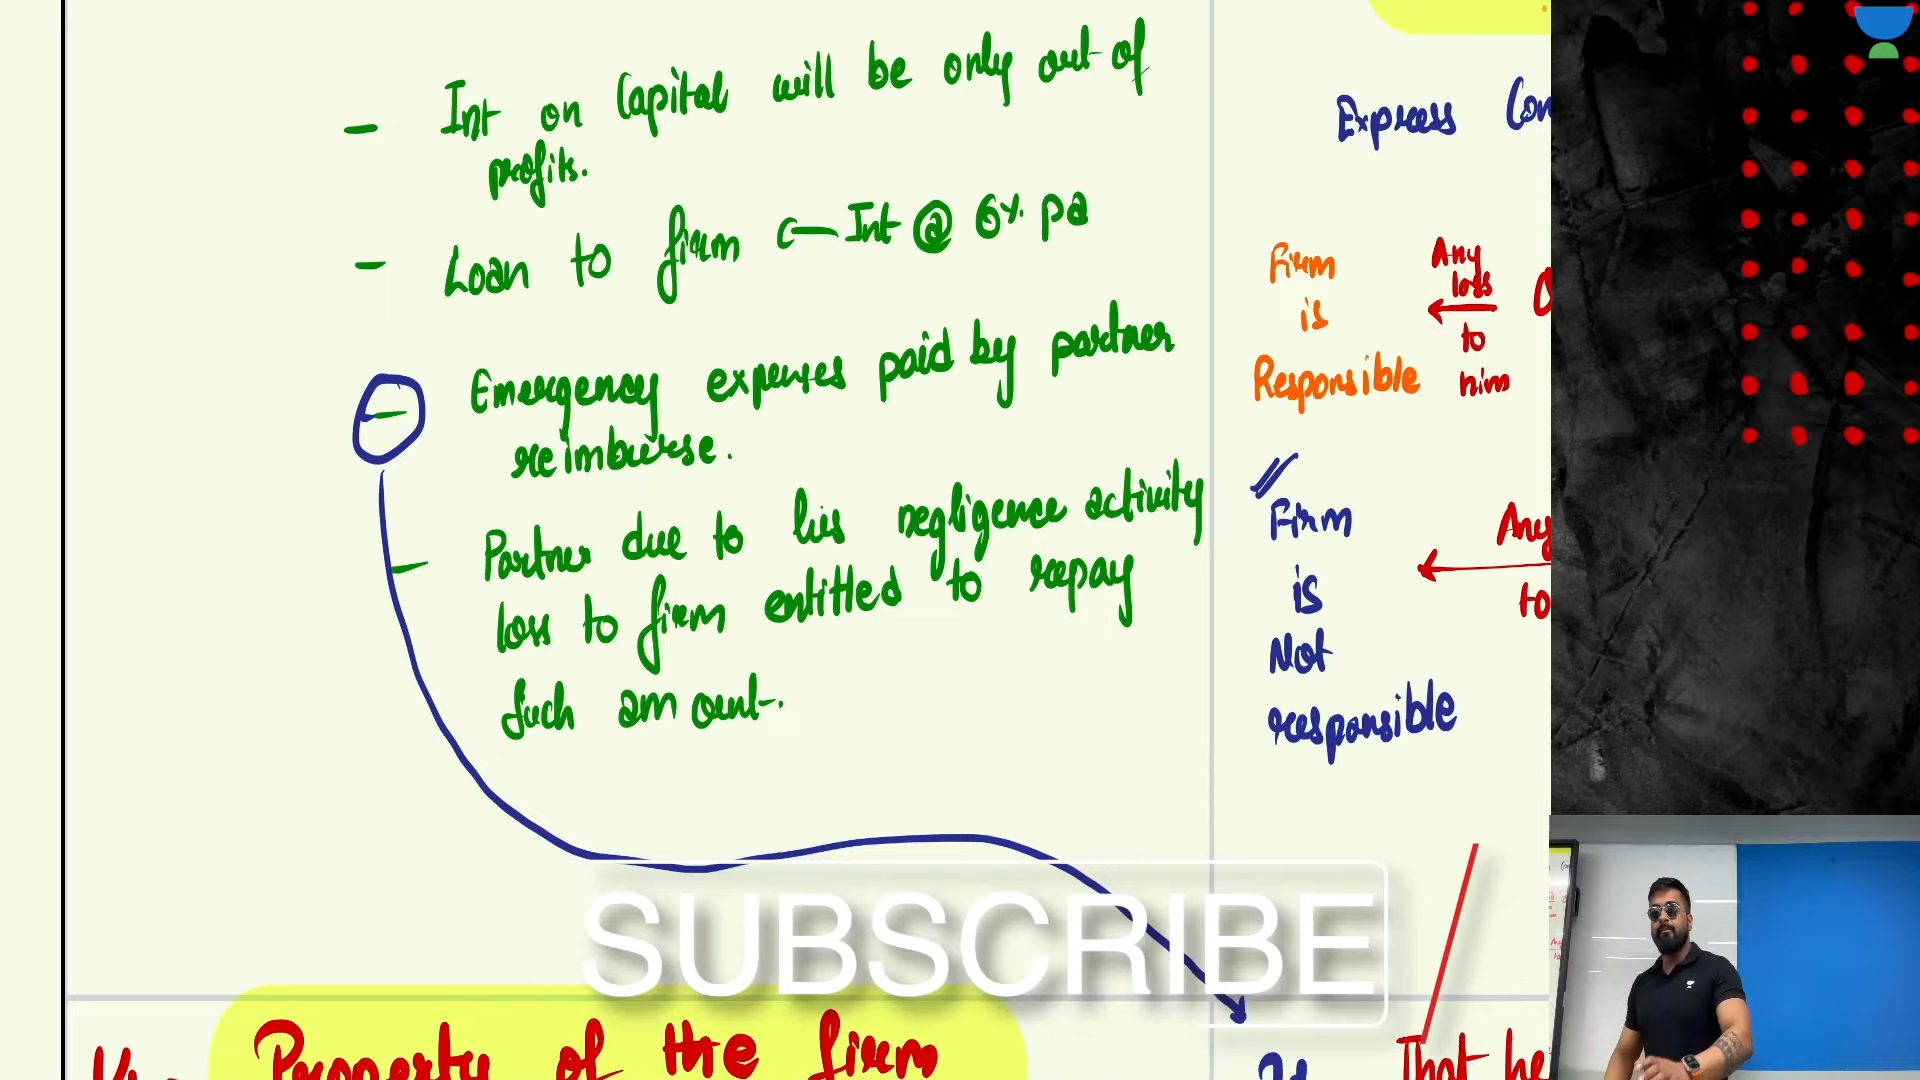 - Int on Capital will be only out of
profits.
- Loan to firm Int @ 6% pa
- Emergency expenses paid by partner
reimburse.
- Partner due to his negligence activity
loss to firm entitled to repay
such amount.
Property of the firm
Express Con
Firm
is
Responsible
Any
loss
to
him
Firm
is
Not
responsible
Any
to
If That he
SUBSCRIBE